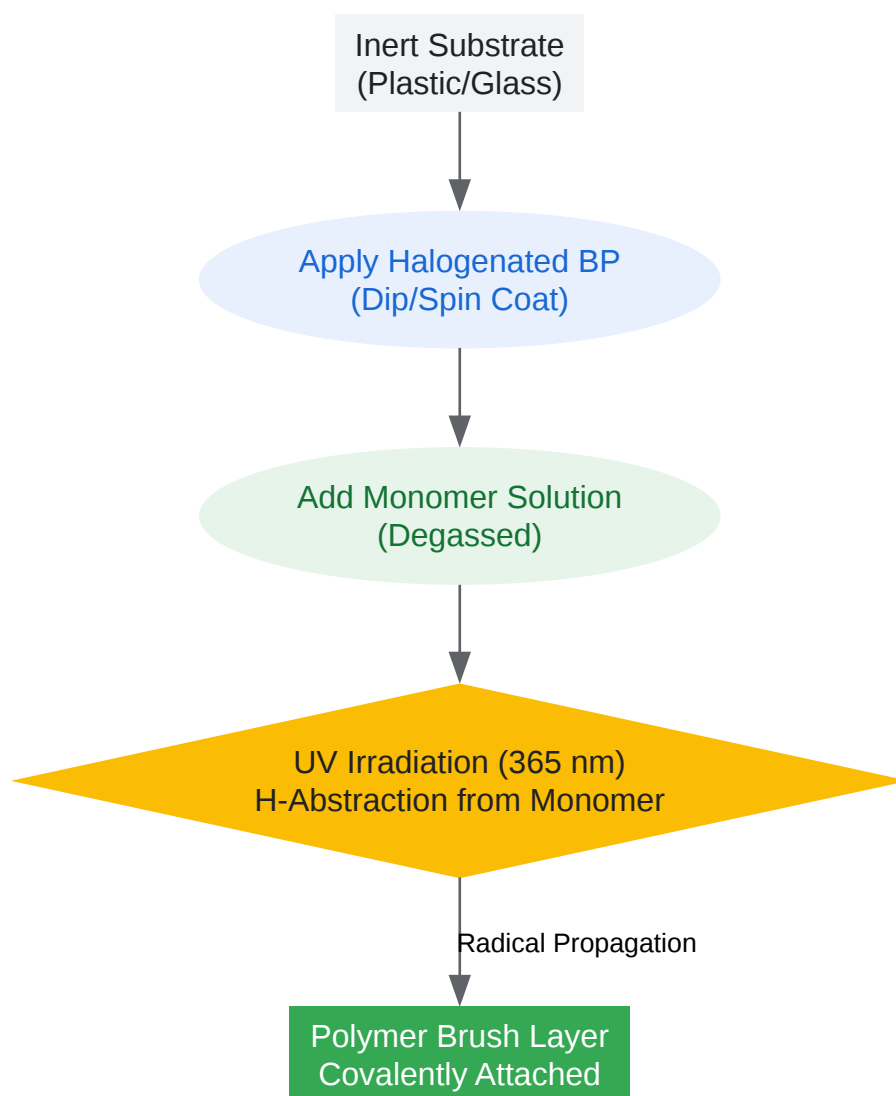 Inert Substrate
(Plastic/Glass)
Apply Halogenated BP
(Dip/Spin Coat)
Add Monomer Solution
(Degassed)
UV Irradiation (365 nm)
H-Abstraction from Monomer
Radical Propagation
Polymer Brush Layer
Covalently Attached